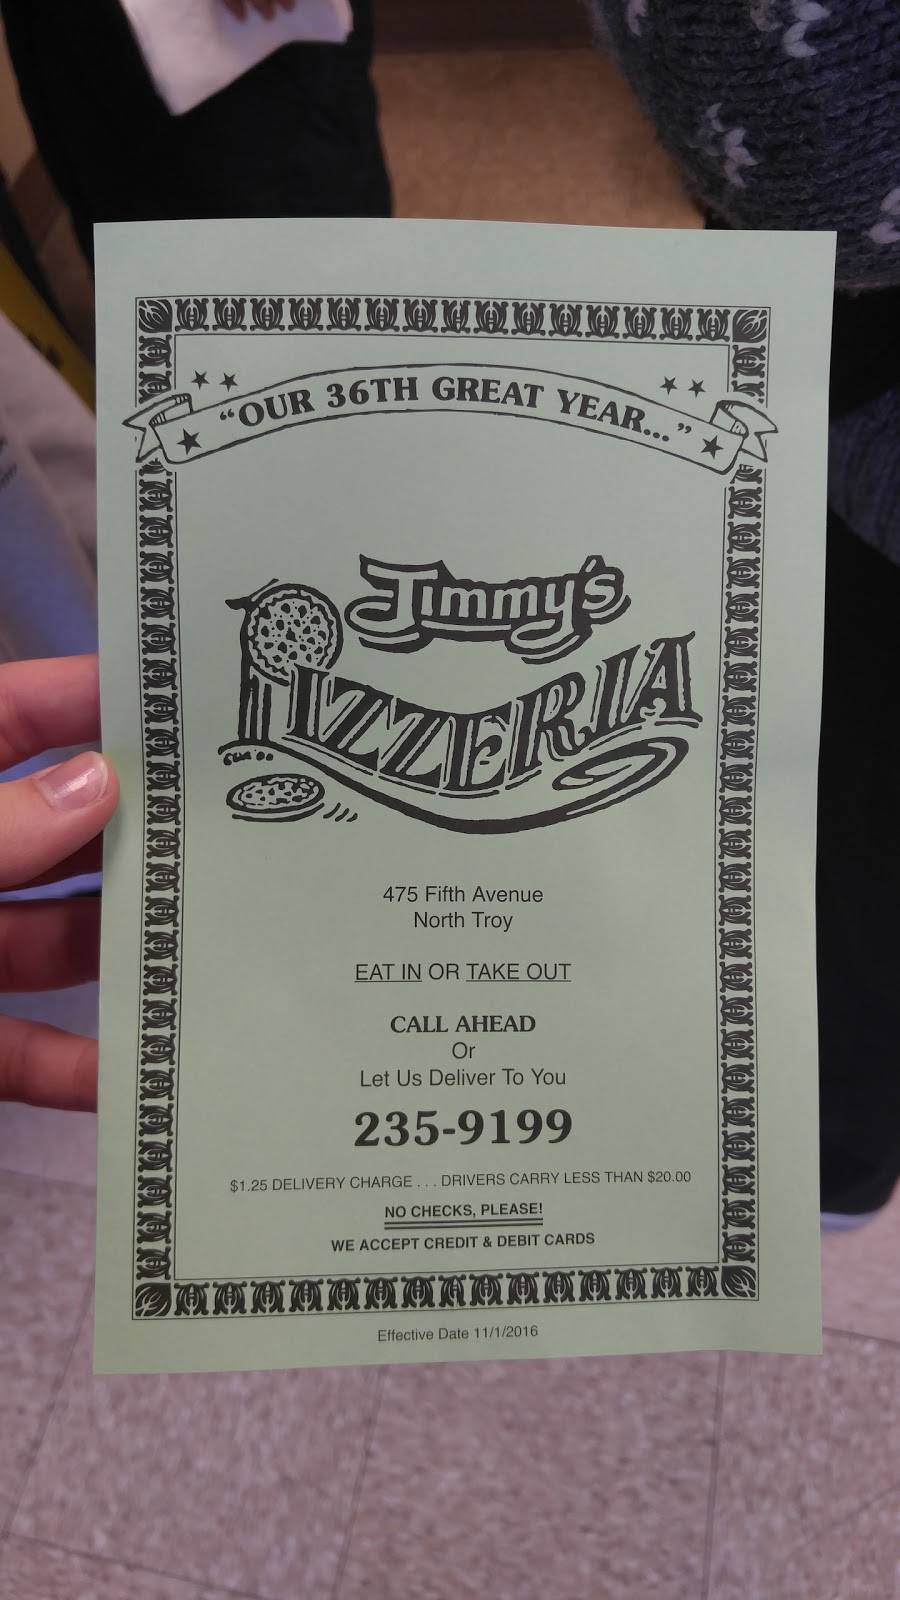 "OUR 36TH GREAT YEAR..."
Jimmy's
PIZZERIA
475 Fifth Avenue
North Troy
EAT IN OR TAKE OUT
CALL AHEAD
Or
Let Us Deliver To You
235-9199
$1.25 DELIVERY CHARGE . . . DRIVERS CARRY LESS THAN $20.00
NO CHECKS, PLEASE!
WE ACCEPT CREDIT & DEBIT CARDS
Effective Date 11/1/2016